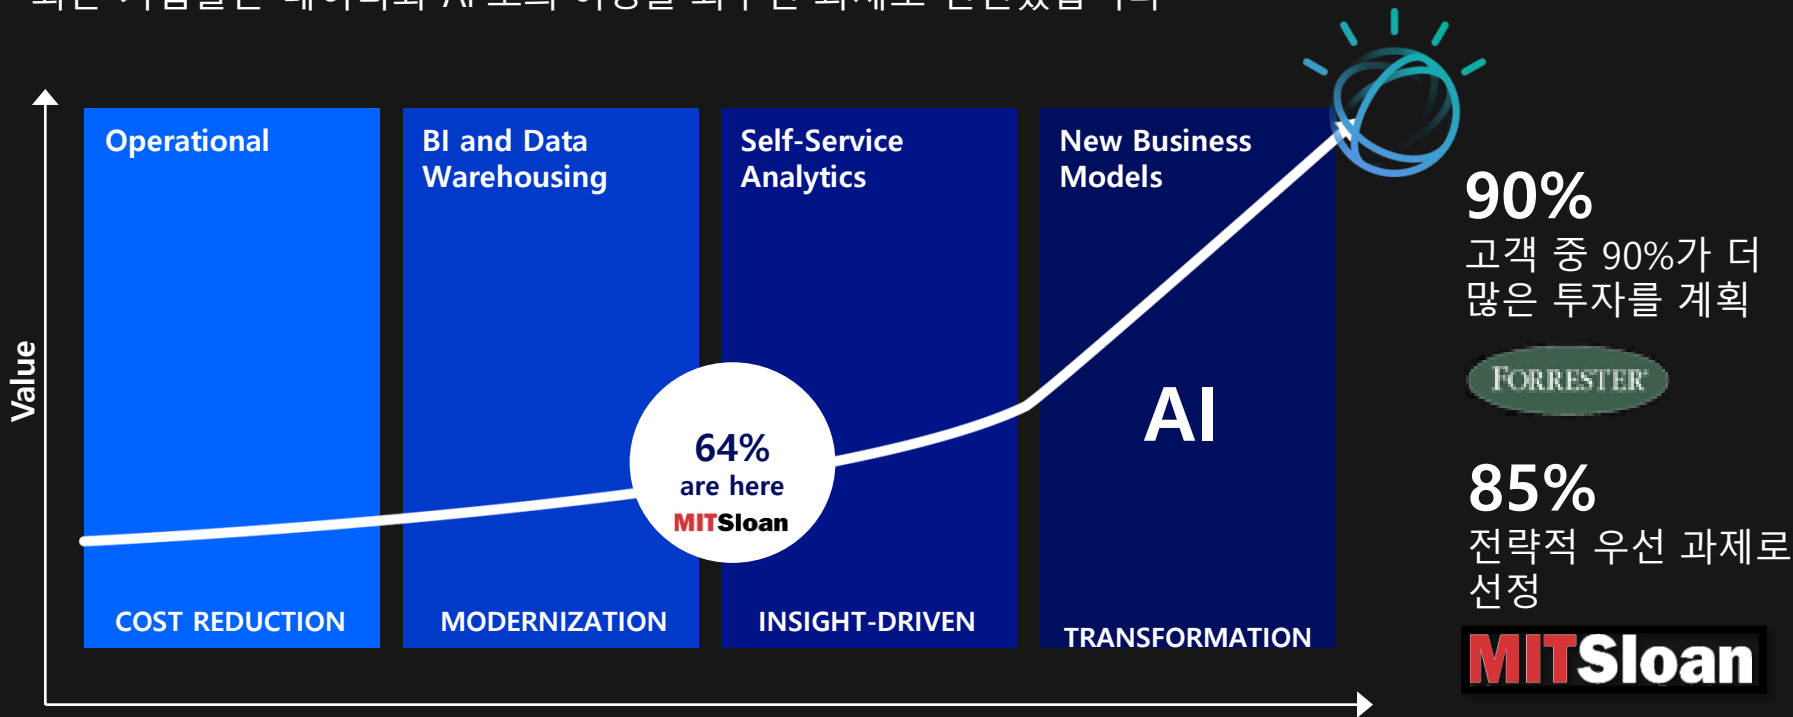 Operational
BI and Data
Warehousing
Self-Service
Analytics
New Business
Models
90%
고객 중 90%가 더
많은 투자를 계획
FORRESTER®
Value
AI
64%
are here
MITSloan
85%
전략적 우선 과제로
선정
COST REDUCTION
MODERNIZATION
INSIGHT-DRIVEN
TRANSFORMATION
MITSloan